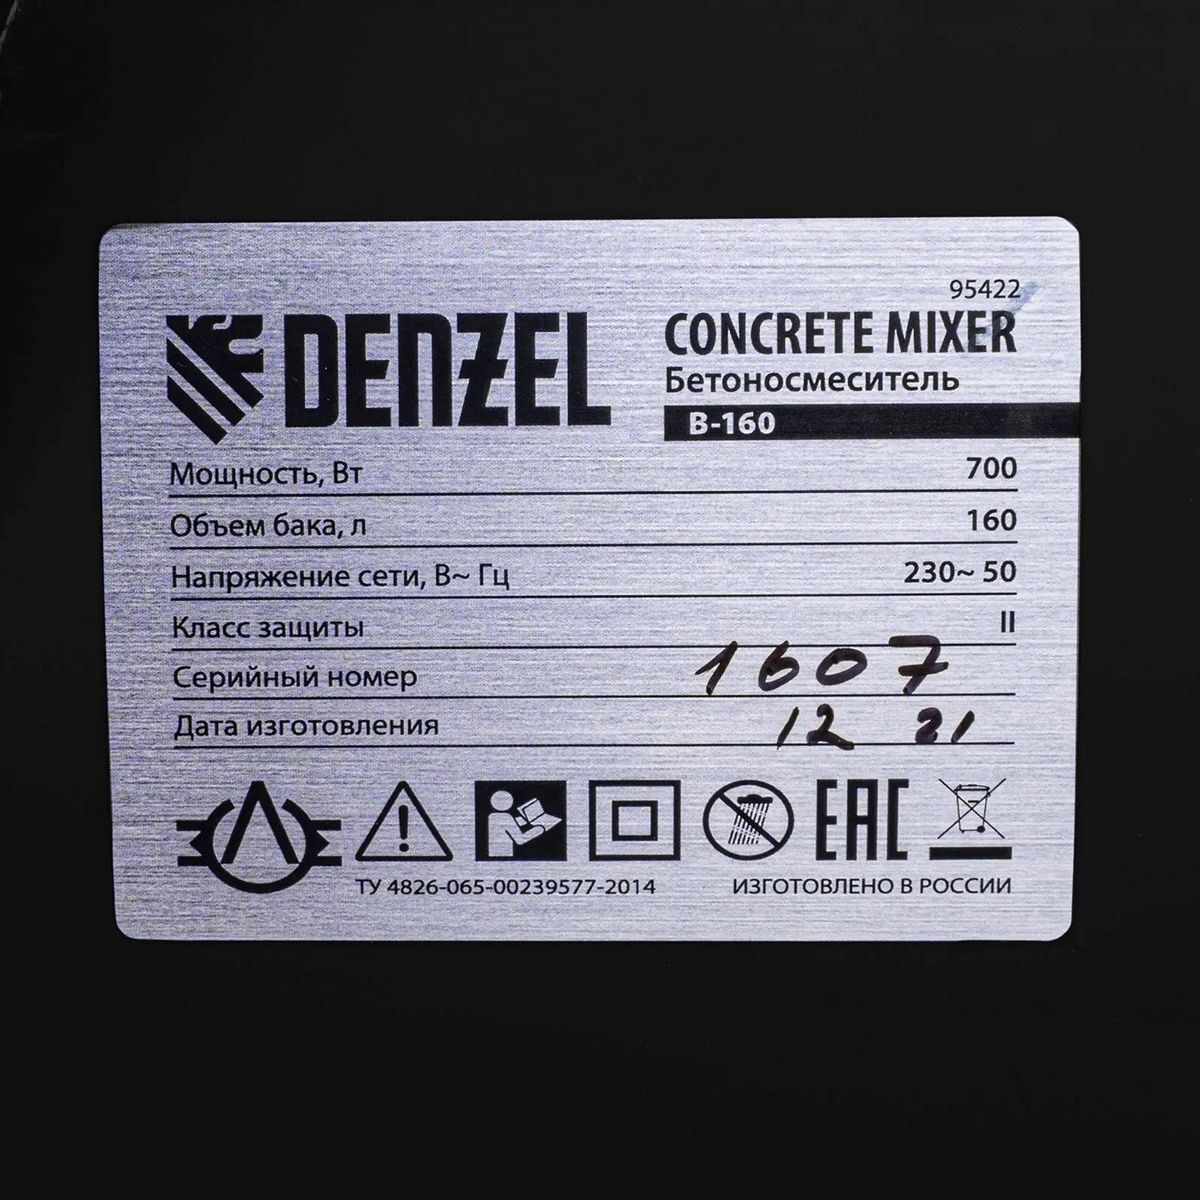 95422
DENZEL
CONCRETE MIXER
Бетоносмеситель
B-160
Мощность, Вт 700
Объем бака, л 160
Напряжение сети, В~ Гц 230~ 50
Класс защиты II
Серийный номер 1607
Дата изготовления 12 21
EAC
ТУ 4826-065-00239577-2014
ИЗГОТОВЛЕНО В РОССИИ